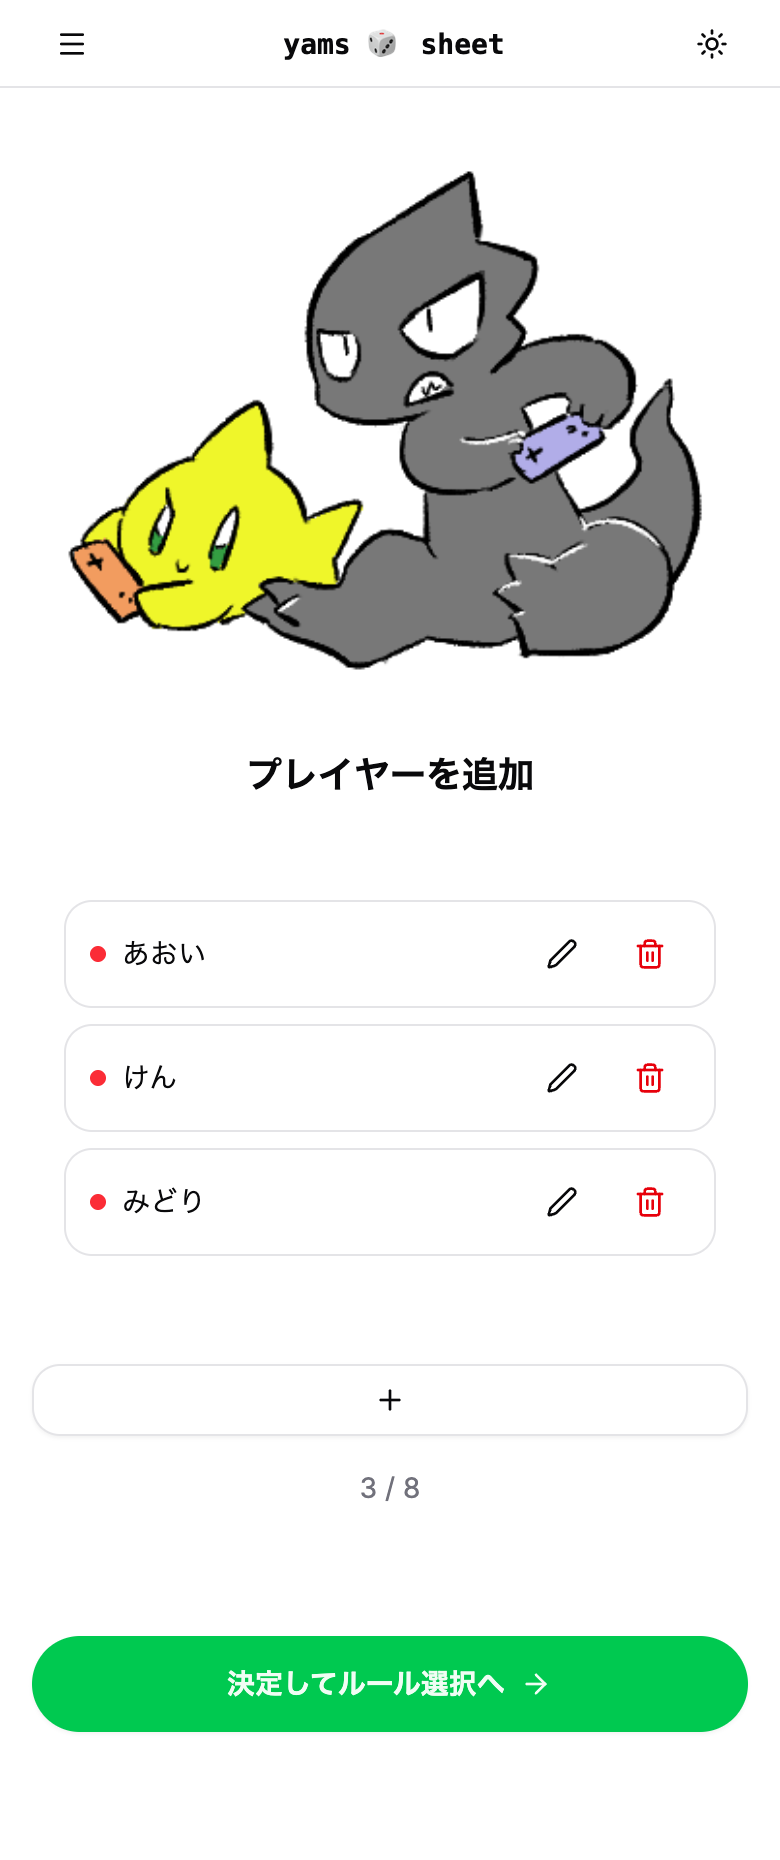 yams 🎲 sheet
プレイヤーを追加
あおい
けん
みどり
+
3 / 8
決定してルール選択へ →